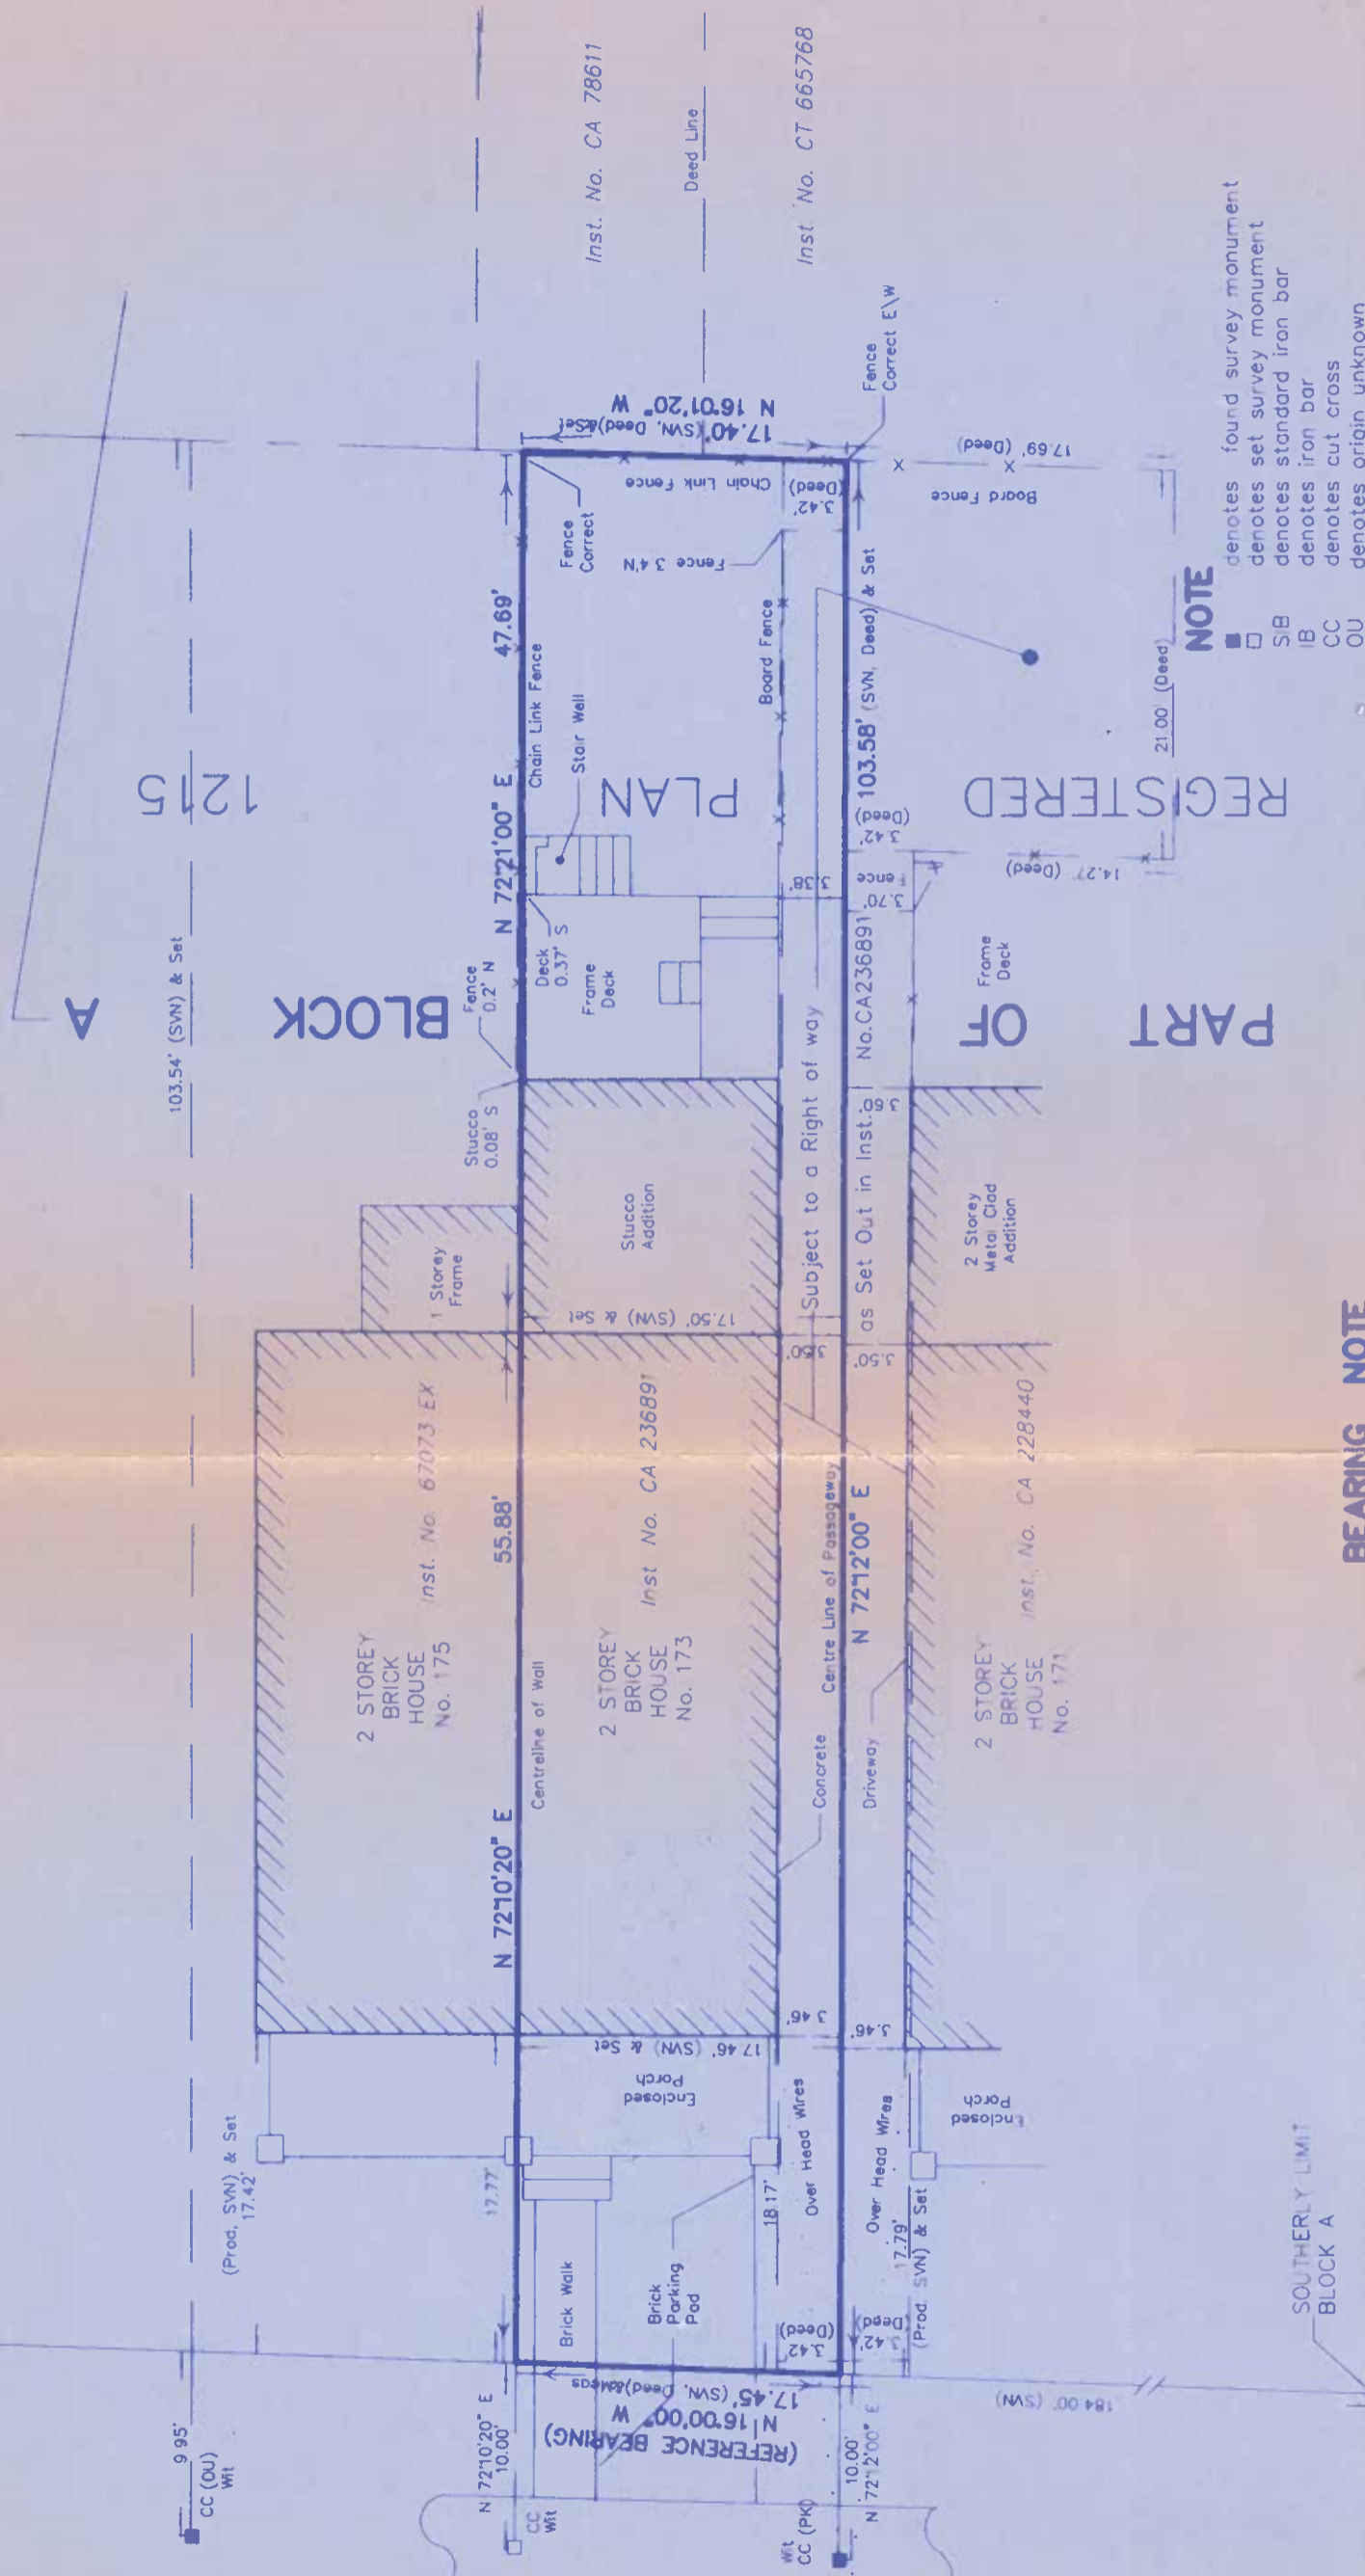 A
BLOCK
1215
103.54' (SVN) & Set
PLAN
REGISTERED
OF
PART
Inst. No. CA 78611
Deed Line
Inst. No. CT 665768
N 16°01'20" W
17.40' (SVN, Deed)&Set
Fence
Correct E\W
17.69' (Deed)
Board Fence
Chain Link Fence
3.42'
(Deed)
Fence
Correct
Fence 3.4'N
47.69'
N 72°21'00" E
Chain Link Fence
Stair Well
Board Fence
103.58' (SVN, Deed) & Set
3.42'
(Deed)
3.38'
Fence
3.70'
14.27' (Deed)
21.00' (Deed)
Fence
0.2' N
Deck
0.37' S
Frame
Deck
Frame
Deck
Stucco
0.08' S
Subject to a Right of way
as Set Out in Inst. No.CA236891
3.60'
1 Storey
Frame
Stucco
Addition
2 Storey
Metal Clad
Addition
17.50' (SVN) & Set
3.50'
Inst. No. 67073 EX
Inst No. CA 236891
Inst. No. CA 228440
55.88'
N 72°10'20" E
2 STOREY
BRICK
HOUSE
No. 175
Centreline of Wall
2 STOREY
BRICK
HOUSE
No. 173
Concrete
Centre Line of Passageway
N 72°12'00" E
Driveway
2 STOREY
BRICK
HOUSE
No. 171
17.46' (SVN) & Set
3.46'
3.46'
Enclosed
Porch
Enclosed
Porch
Over Head Wires
Over Head Wires
17.79'
(Prod. SVN) & Set
(Prod. SVN) & Set
17.42'
17.77'
18.17'
Brick Walk
Brick
Parking
Pad
3.42'
(Deed)
3.42'
(Deed
17.45' (SVN, Deed)&Meas
N 16°00'00" W
(REFERENCE BEARING)
9.95'
CC (OU)
Wit
N 72°10'20" E
10.00'
CC
Wit
Wit
CC (PK)
10.00'
N 72°12'00" E
184.00' (SVN)
SOUTHERLY LIMIT
BLOCK A
NOTE
■ denotes found survey monument
□ denotes set survey monument
SIB denotes standard iron bar
IB denotes iron bar
CC denotes cut cross
OU denotes origin unknown
BEARING NOTE